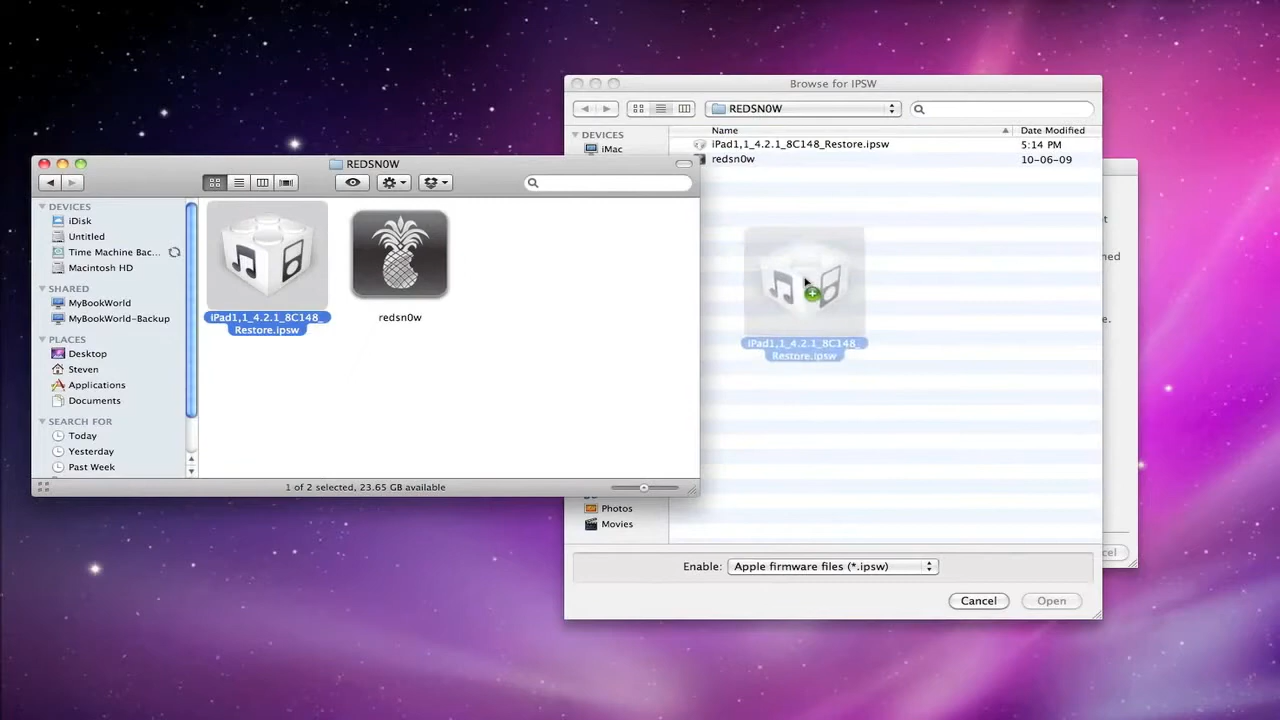 Browse for IPSW
REDSN0W
Name
Date Modified
DEVICES
iMac
iPad1,1_4.2.1_8C148_Restore.ipsw
5:14 PM
redsn0w
10-06-09
REDSN0W
DEVICES
iDisk
Untitled
Time Machine Bac...
Macintosh HD
SHARED
MyBookWorld
MyBookWorld-Backup
PLACES
Desktop
Steven
Applications
Documents
SEARCH FOR
Today
Yesterday
Past Week
iPad1,1_4.2.1_8C148_
Restore.ipsw
redsn0w
1 of 2 selected, 23.65 GB available
iPad1,1_4.2.1_8C148_
Restore.ipsw
Photos
Movies
Enable:
Apple firmware files (*.ipsw)
Cancel
Open